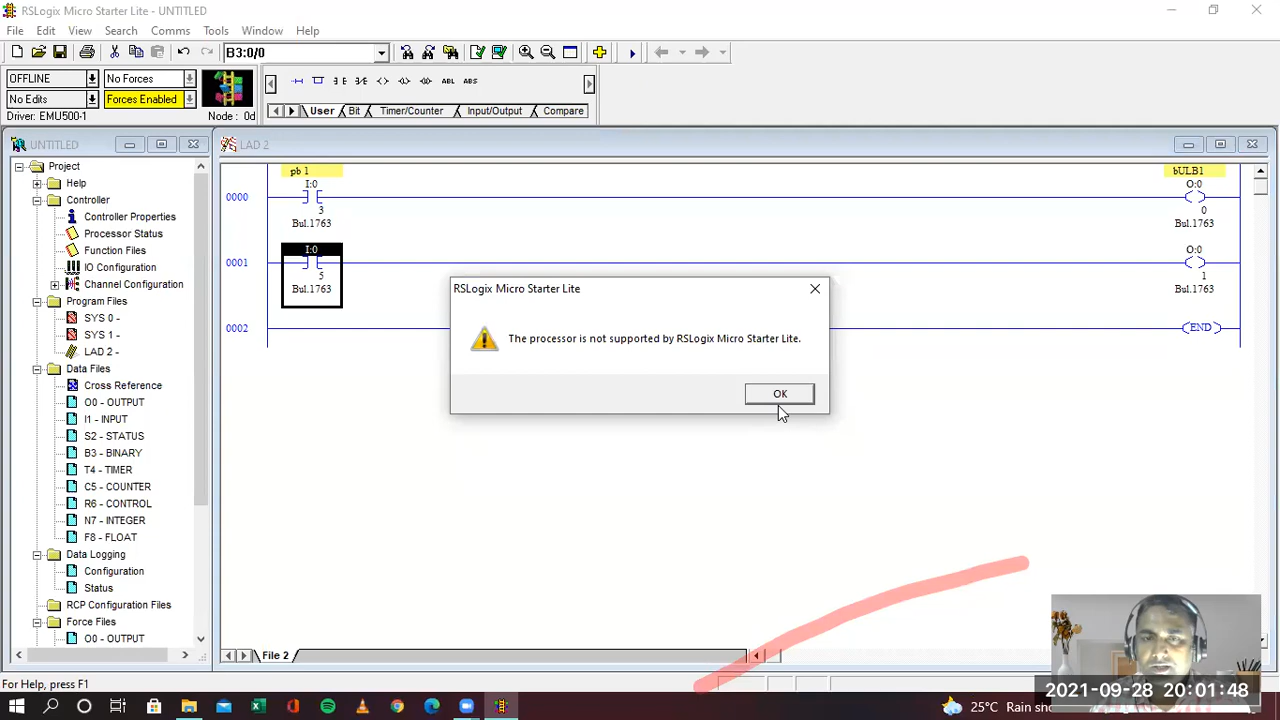 RSLogix Micro Starter Lite - UNTITLED
File Edit View Search Comms Tools Window Help
B3:0/0
OFFLINE No Forces
No Edits Forces Enabled
Driver: EMU500-1 Node : 0d
ABL ABS
User Bit Timer/Counter Input/Output Compare
UNTITLED
Project
Help
Controller
Controller Properties
Processor Status
Function Files
IO Configuration
Channel Configuration
Program Files
SYS 0 -
SYS 1 -
LAD 2 -
Data Files
Cross Reference
O0 - OUTPUT
I1 - INPUT
S2 - STATUS
B3 - BINARY
T4 - TIMER
C5 - COUNTER
R6 - CONTROL
N7 - INTEGER
F8 - FLOAT
Data Logging
Configuration
Status
RCP Configuration Files
Force Files
O0 - OUTPUT
LAD 2
pb 1 bULB1
I:0 O:0
0000
3 0
Bul.1763 Bul.1763
I:0 O:0
0001
5 1
Bul.1763 Bul.1763
0002 END
RSLogix Micro Starter Lite
The processor is not supported by RSLogix Micro Starter Lite.
OK
File 2
For Help, press F1
2021-09-28 20:01:48
25°C Rain sho